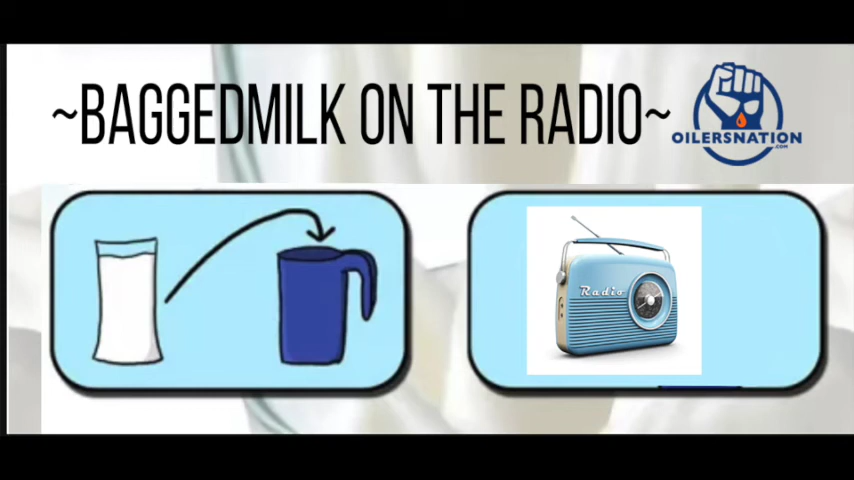 ~BAGGEDMILK ON THE RADIO~
OILERSNATION
.COM
Radio